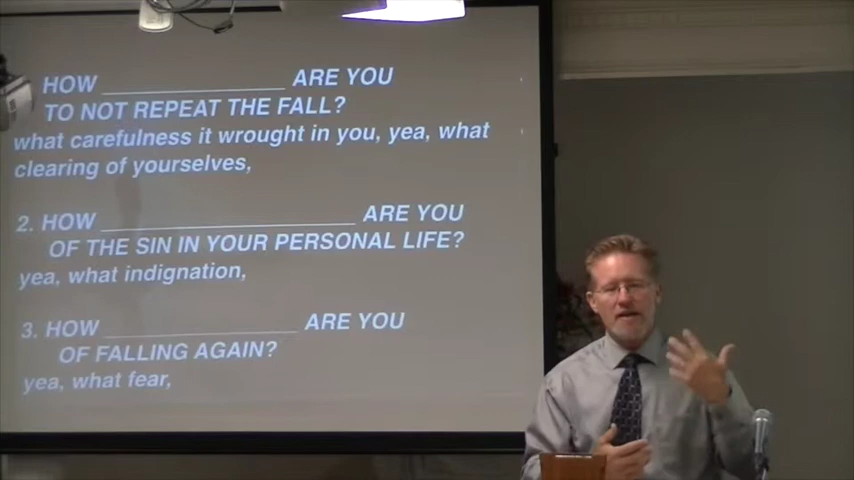 HOW ________________ ARE YOU
TO NOT REPEAT THE FALL?
what carefulness it wrought in you, yea, what
clearing of yourselves,
2. HOW ______________________ ARE YOU
OF THE SIN IN YOUR PERSONAL LIFE?
yea, what indignation,
3. HOW _________________ ARE YOU
OF FALLING AGAIN?
yea, what fear,